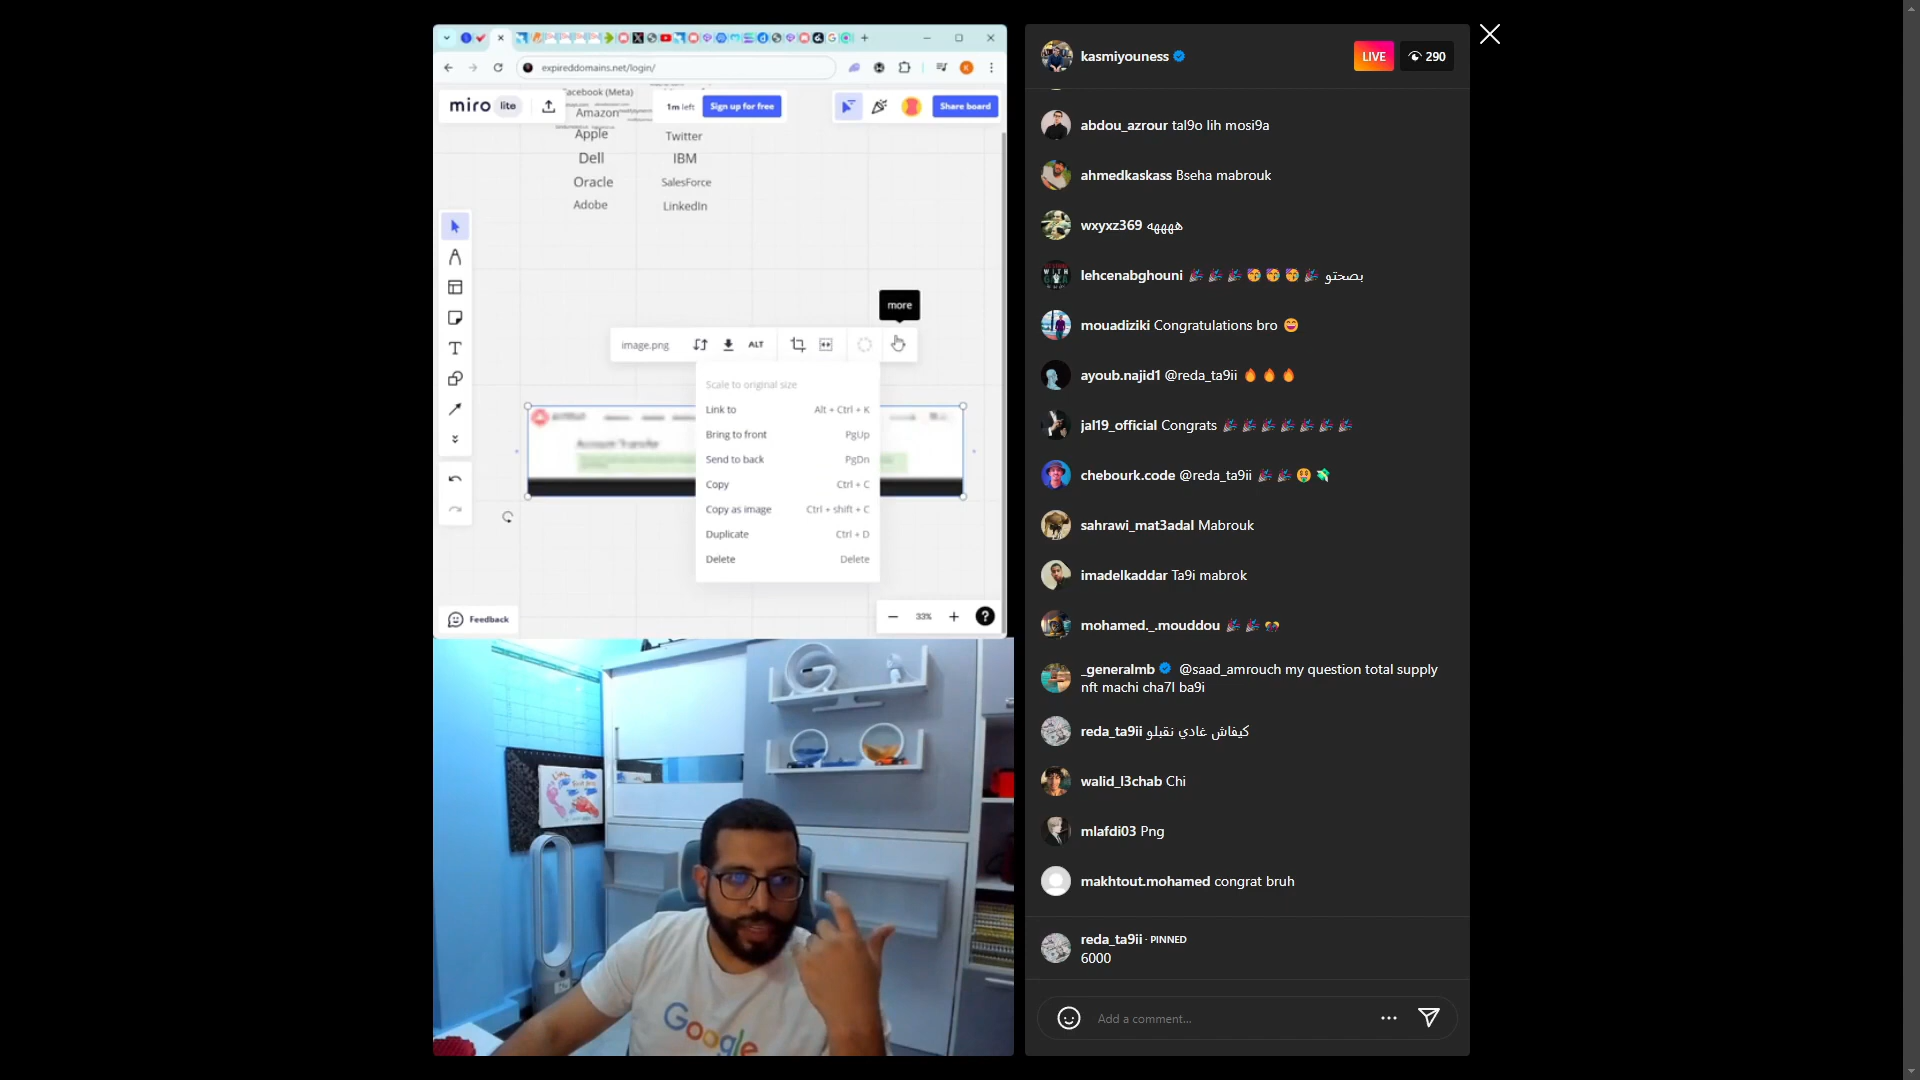 expireddomains.net/login/
miro lite
1m left
Sign up for free
Share board
Facebook (Meta)
Amazon
Apple
Twitter
Dell
IBM
Oracle
SalesForce
Adobe
LinkedIn
more
image.png
ALT
Scale to original size
Link to Alt + Ctrl + K
Bring to front PgUp
Send to back PgDn
Copy Ctrl + C
Copy as image Ctrl + shift + C
Duplicate Ctrl + D
Delete Delete
Account Transfer
Feedback
33%
Google
kasmiyouness
LIVE
290
abdou_azrour tal9o lih mosi9a
ahmedkaskass Bseha mabrouk
wxyxz369 ههههه
lehcenabghouni 🎉🎉🎉🥳🥳🥳🎉 بصحتو
mouadiziki Congratulations bro 😄
ayoub.najid1 @reda_ta9ii 🔥🔥🔥
jal19_official Congrats 🎉🎉🎉🎉🎉🎉🎉
chebourk.code @reda_ta9ii 🎉🎉🤑💸
sahrawi_mat3adal Mabrouk
imadelkaddar Ta9i mabrok
mohamed._.mouddou 🎉🎉🎊
_generalmb @saad_amrouch my question total supply
nft machi cha7l ba9i
reda_ta9ii كيفاش غادي نقبلو
walid_l3chab Chi
mlafdi03 Png
makhtout.mohamed congrat bruh
reda_ta9ii · PINNED
6000
Add a comment...